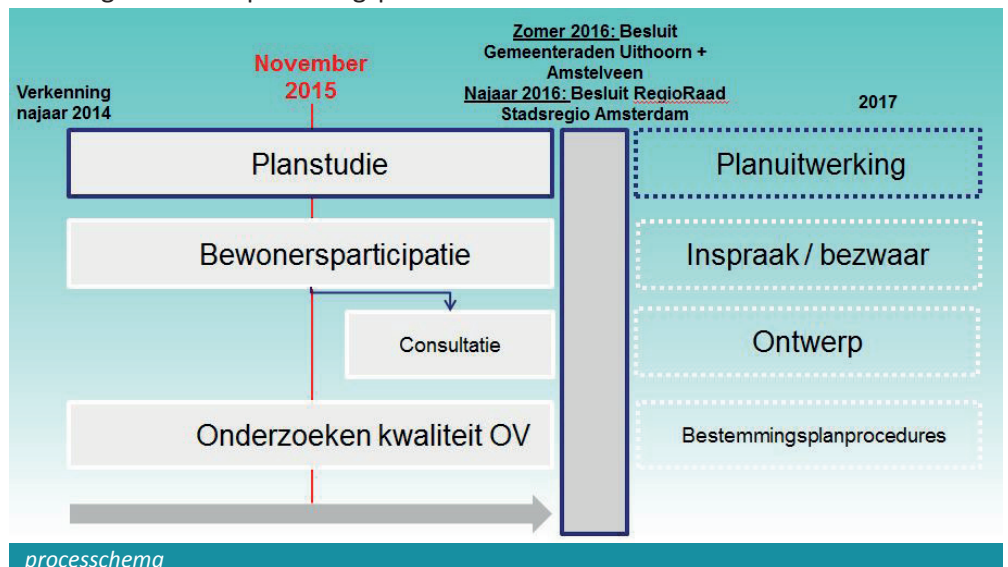 Zomer 2016: Besluit
Gemeenteraden Uithoorn +
Amstelveen
Najaar 2016: Besluit RegioRaad
Stadsregio Amsterdam
November
2015
Verkenning
najaar 2014
2017
Planstudie
Planuitwerking
Bewonersparticipatie
Inspraak / bezwaar
Consultatie
Ontwerp
Onderzoeken kwaliteit OV
Bestemmingsplanprocedures
processchema